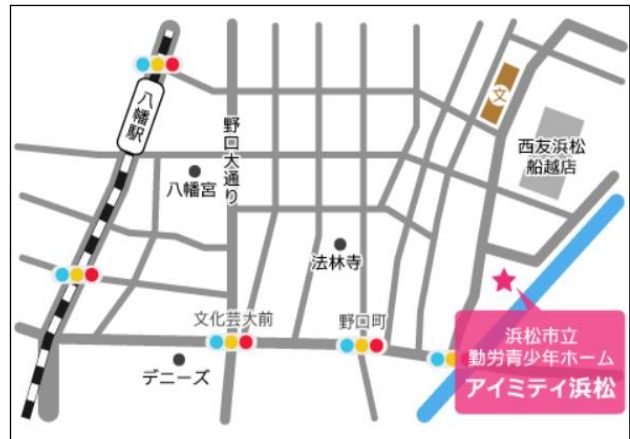 八幡駅
野口大通り
文
西友浜松
船越店
八幡宮
法林寺
文化芸大前
野口町
デニーズ
浜松市立
勤労青少年ホーム
アイミティ浜松